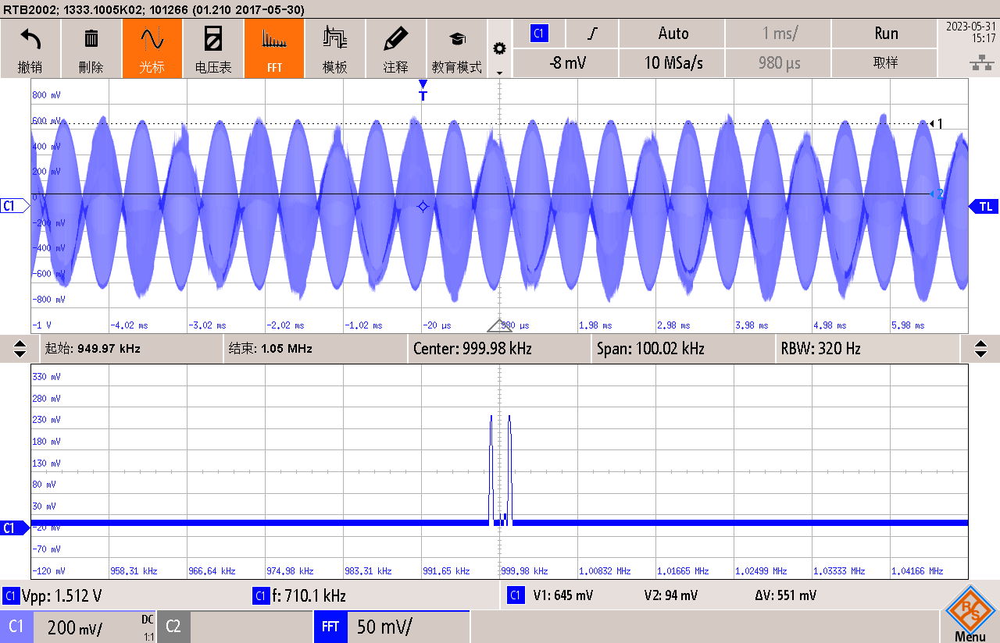 RTB2002; 1333.1005K02; 101266 (01.210 2017-05-30)
撤销 删除 光标 电压表 FFT 模板 注释 教育模式
C1 Auto 1 ms/ Run
-8 mV 10 MSa/s 980 µs 取样
2023-05-31
15:17
T
800 mV
600 mV
1
400 mV
200 mV
0
2
C1
TL
-200 mV
-400 mV
-600 mV
-800 mV
-1 V -4.02 ms -3.02 ms -2.02 ms -1.02 ms -20 µs 980 µs 1.98 ms 2.98 ms 3.98 ms 4.98 ms 5.98 ms
起始: 949.97 kHz 结束: 1.05 MHz Center: 999.98 kHz Span: 100.02 kHz RBW: 320 Hz
330 mV
280 mV
230 mV
180 mV
130 mV
80 mV
30 mV
C1
-20 mV
-70 mV
-120 mV 958.31 kHz 966.64 kHz 974.98 kHz 983.31 kHz 991.65 kHz 999.98 kHz 1.00832 MHz 1.01665 MHz 1.02499 MHz 1.03333 MHz 1.04166 MHz
C1 Vpp: 1.512 V C1 f: 710.1 kHz C1 V1: 645 mV V2: 94 mV ΔV: 551 mV
C1 200 mV/ DC 1:1 C2 FFT 50 mV/
R&S
Menu